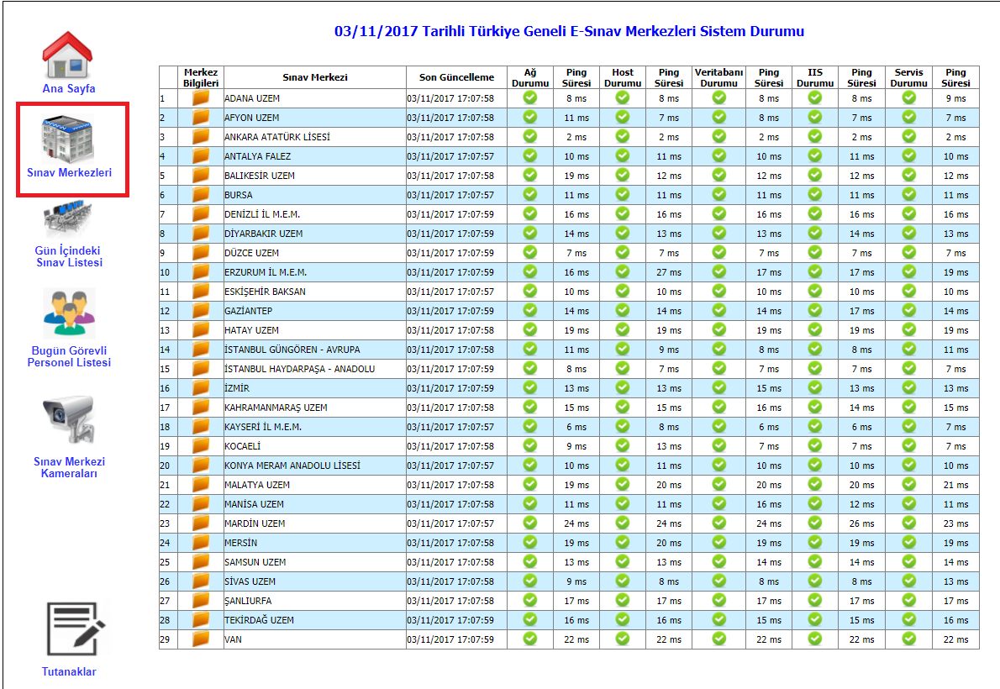 03/11/2017 Tarihli Türkiye Geneli E-Sınav Merkezleri Sistem Durumu
Ana Sayfa
Sınav Merkezleri
Gün İçindeki
Sınav Listesi
Bugün Görevli
Personel Listesi
Sınav Merkezi
Kameraları
Tutanaklar
Merkez Bilgileri Sınav Merkezi Son Güncelleme Ağ Durumu Ping Süresi Host Durumu Ping Süresi Veritabanı Durumu Ping Süresi IIS Durumu Ping Süresi Servis Durumu Ping Süresi
1 ADANA UZEM 03/11/2017 17:07:58 8 ms 8 ms 8 ms 8 ms 9 ms
2 AFYON UZEM 03/11/2017 17:07:58 11 ms 7 ms 8 ms 7 ms 7 ms
3 ANKARA ATATÜRK LİSESİ 03/11/2017 17:07:58 2 ms 2 ms 2 ms 2 ms 2 ms
4 ANTALYA FALEZ 03/11/2017 17:07:57 10 ms 11 ms 10 ms 11 ms 10 ms
5 BALIKESİR UZEM 03/11/2017 17:07:58 19 ms 12 ms 12 ms 12 ms 12 ms
6 BURSA 03/11/2017 17:07:57 11 ms 11 ms 11 ms 11 ms 11 ms
7 DENİZLİ İL M.E.M. 03/11/2017 17:07:59 16 ms 16 ms 16 ms 16 ms 16 ms
8 DİYARBAKIR UZEM 03/11/2017 17:07:58 14 ms 13 ms 13 ms 14 ms 13 ms
9 DÜZCE UZEM 03/11/2017 17:07:58 7 ms 7 ms 7 ms 7 ms 7 ms
10 ERZURUM İL M.E.M. 03/11/2017 17:07:59 16 ms 27 ms 17 ms 17 ms 19 ms
11 ESKİŞEHİR BAKSAN 03/11/2017 17:07:57 10 ms 10 ms 10 ms 10 ms 10 ms
12 GAZİANTEP 03/11/2017 17:07:59 14 ms 14 ms 14 ms 17 ms 14 ms
13 HATAY UZEM 03/11/2017 17:07:58 19 ms 19 ms 19 ms 19 ms 19 ms
14 İSTANBUL GÜNGÖREN - AVRUPA 03/11/2017 17:07:58 11 ms 9 ms 8 ms 8 ms 11 ms
15 İSTANBUL HAYDARPAŞA - ANADOLU 03/11/2017 17:07:59 8 ms 7 ms 7 ms 7 ms 7 ms
16 İZMİR 03/11/2017 17:07:59 13 ms 13 ms 15 ms 13 ms 13 ms
17 KAHRAMANMARAŞ UZEM 03/11/2017 17:07:58 15 ms 15 ms 16 ms 14 ms 15 ms
18 KAYSERİ İL M.E.M. 03/11/2017 17:07:57 6 ms 8 ms 6 ms 6 ms 7 ms
19 KOCAELİ 03/11/2017 17:07:58 9 ms 13 ms 7 ms 7 ms 7 ms
20 KONYA MERAM ANADOLU LİSESİ 03/11/2017 17:07:57 10 ms 11 ms 10 ms 10 ms 10 ms
21 MALATYA UZEM 03/11/2017 17:07:58 19 ms 20 ms 20 ms 20 ms 21 ms
22 MANİSA UZEM 03/11/2017 17:07:58 11 ms 11 ms 16 ms 12 ms 11 ms
23 MARDİN UZEM 03/11/2017 17:07:57 24 ms 24 ms 24 ms 26 ms 23 ms
24 MERSİN 03/11/2017 17:07:58 19 ms 20 ms 19 ms 19 ms 19 ms
25 SAMSUN UZEM 03/11/2017 17:07:58 13 ms 13 ms 14 ms 14 ms 14 ms
26 SİVAS UZEM 03/11/2017 17:07:58 9 ms 8 ms 8 ms 8 ms 13 ms
27 ŞANLIURFA 03/11/2017 17:07:58 17 ms 17 ms 17 ms 17 ms 17 ms
28 TEKİRDAĞ UZEM 03/11/2017 17:07:59 16 ms 16 ms 15 ms 15 ms 16 ms
29 VAN 03/11/2017 17:07:59 22 ms 22 ms 22 ms 22 ms 22 ms